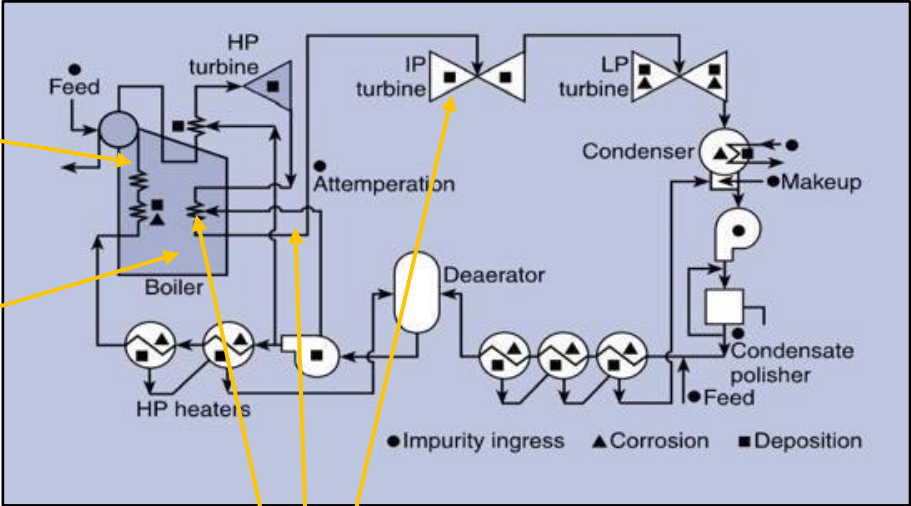 HP
turbine
Feed
IP
turbine
LP
turbine
Condenser
Attemperation
Makeup
Boiler
Deaerator
Condensate
polisher
HP heaters
Feed
Impurity ingress
Corrosion
Deposition